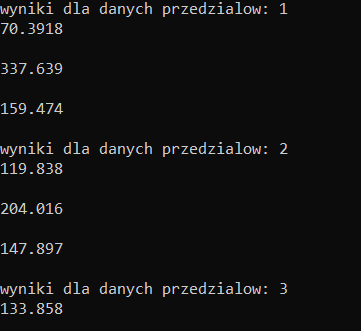 wyniki dla danych przedzialow: 1
70.3918
337.639
159.474
wyniki dla danych przedzialow: 2
119.838
204.016
147.897
wyniki dla danych przedzialow: 3
133.858